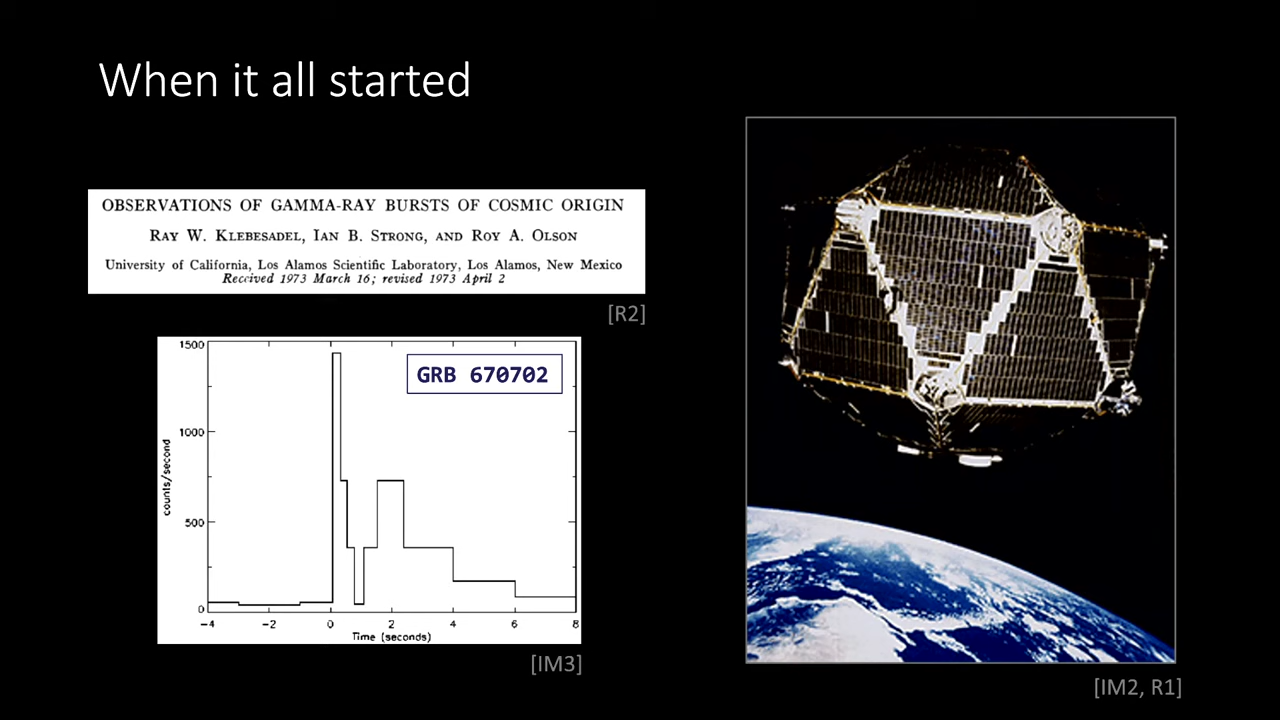 When it all started
OBSERVATIONS OF GAMMA-RAY BURSTS OF COSMIC ORIGIN
RAY W. KLEBESADEL, IAN B. STRONG, AND ROY A. OLSON
University of California, Los Alamos Scientific Laboratory, Los Alamos, New Mexico
Received 1973 March 16; revised 1973 April 2
[R2]
GRB 670702
1500
1000
500
0
counts/second
-4 -2 0 2 4 6 8
Time (seconds)
[IM3]
[IM2, R1]